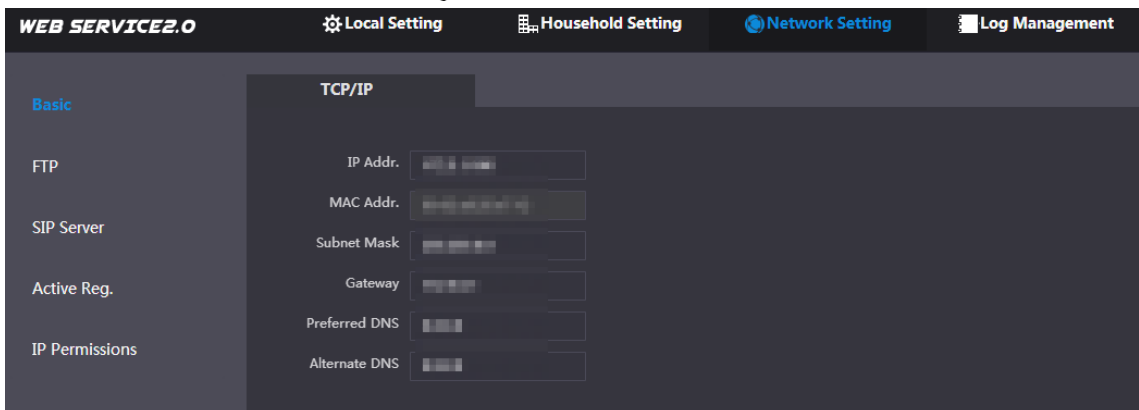 WEB SERVICE2.0 Local Setting Household Setting Network Setting Log Management
TCP/IP
Basic
FTP
SIP Server
Active Reg.
IP Permissions
IP Addr.
MAC Addr.
Subnet Mask
Gateway
Preferred DNS
Alternate DNS